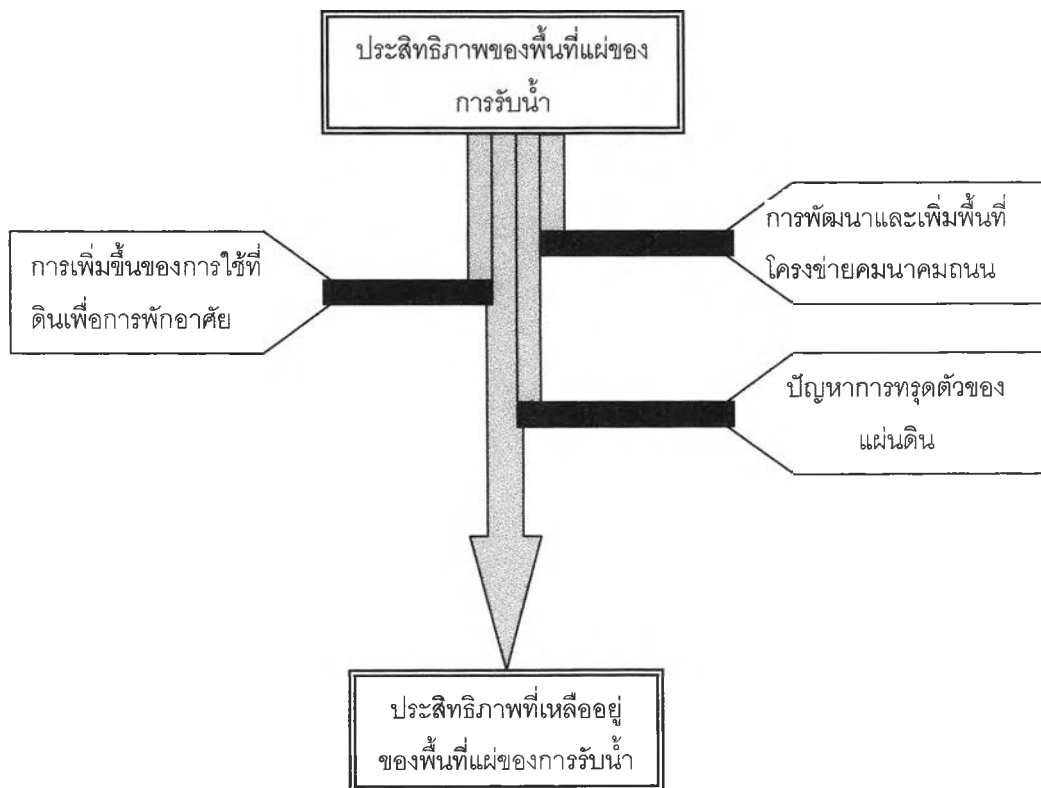 ประสิทธิภาพของพื้นที่แผ่ของ
การรับน้ำ
การพัฒนาและเพิ่มพื้นที่
โครงข่ายคมนาคมถนน
การเพิ่มขึ้นของการใช้ที่
ดินเพื่อการพักอาศัย
ปัญหาการทรุดตัวของ
แผ่นดิน
ประสิทธิภาพที่เหลืออยู่
ของพื้นที่แผ่ของการรับน้ำ